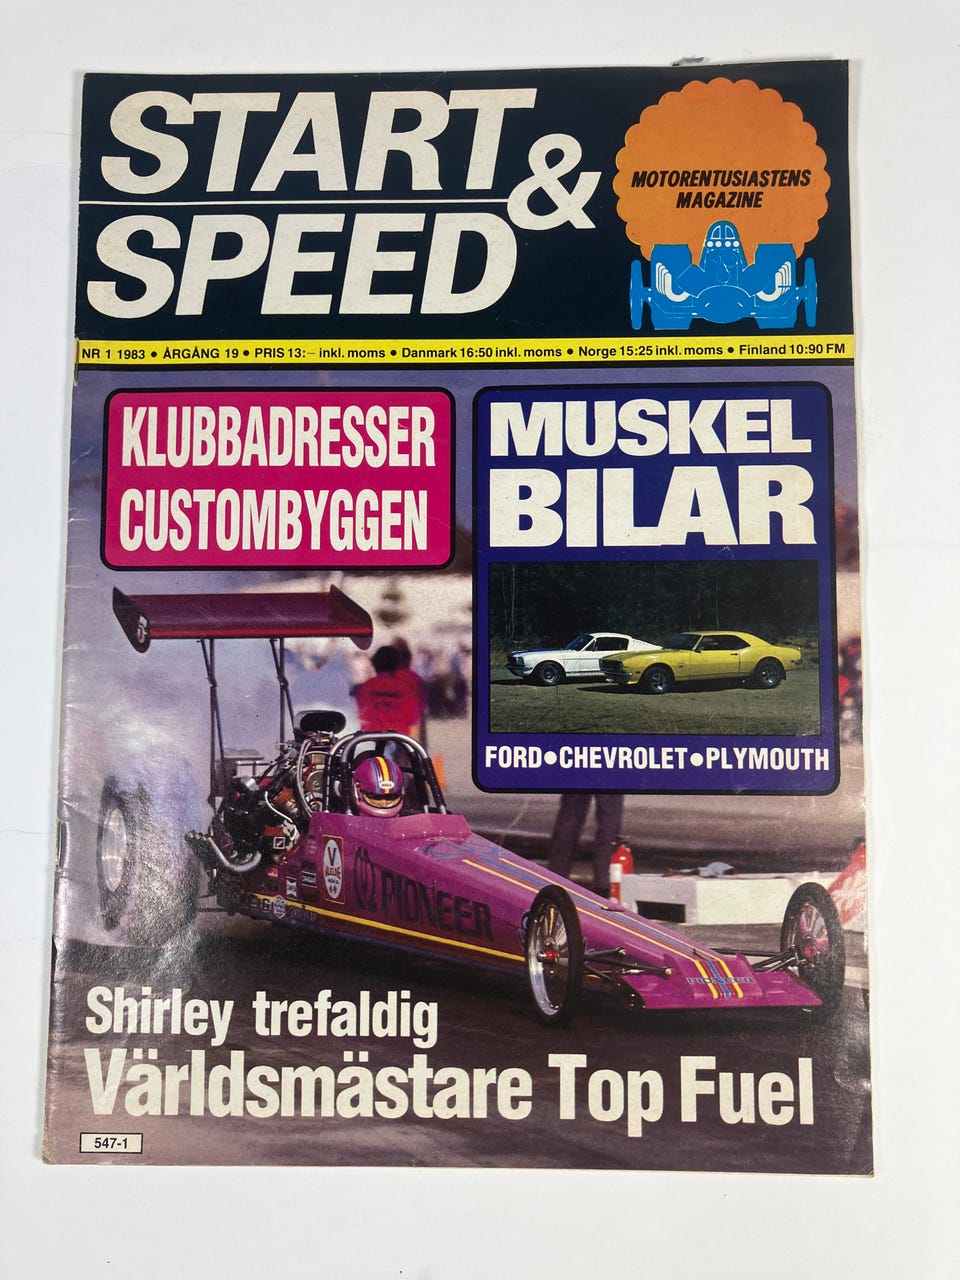 START
&
SPEED
MOTORENTUSIASTENS
MAGAZINE
NR 1 1983 • ÅRGÅNG 19 • PRIS 13:– inkl. moms • Danmark 16:50 inkl. moms • Norge 15:25 inkl. moms • Finland 10:90 FM
KLUBBADRESSER
CUSTOMBYGGEN
MUSKEL
BILAR
FORD•CHEVROLET•PLYMOUTH
V
PIONEER
PIONEER
Shirley trefaldig
Världsmästare Top Fuel
547-1